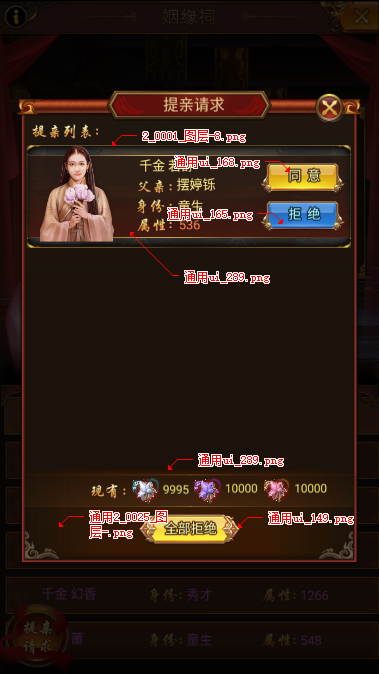 姻缘祠
提亲请求
提亲列表：
2_0001_图层-8.png
千金
通用ui_168.png
同意
父亲：摆婷铄
身份：童生
通用ui_165.png
拒绝
属性：536
通用ui_289.png
通用ui_289.png
现有：
9995
10000
10000
通用2_0025_图
层-.png
全部拒绝
通用ui_149.png
千金 幻香
身份：秀才
属性：1266
提亲
请求
莆
身份：童生
属性：548